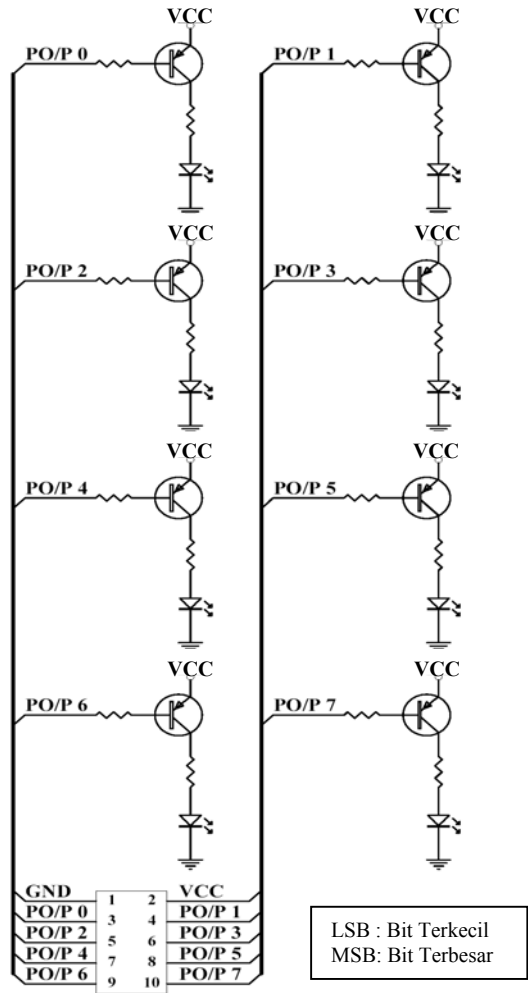 VCC VCC
PO/P 0 PO/P 1
VCC VCC
PO/P 2 PO/P 3
VCC VCC
PO/P 4 PO/P 5
VCC VCC
PO/P 6 PO/P 7
GND 1 2 VCC
PO/P 0 3 4 PO/P 1
PO/P 2 5 6 PO/P 3
PO/P 4 7 8 PO/P 5
PO/P 6 9 10 PO/P 7
LSB : Bit Terkecil
MSB: Bit Terbesar